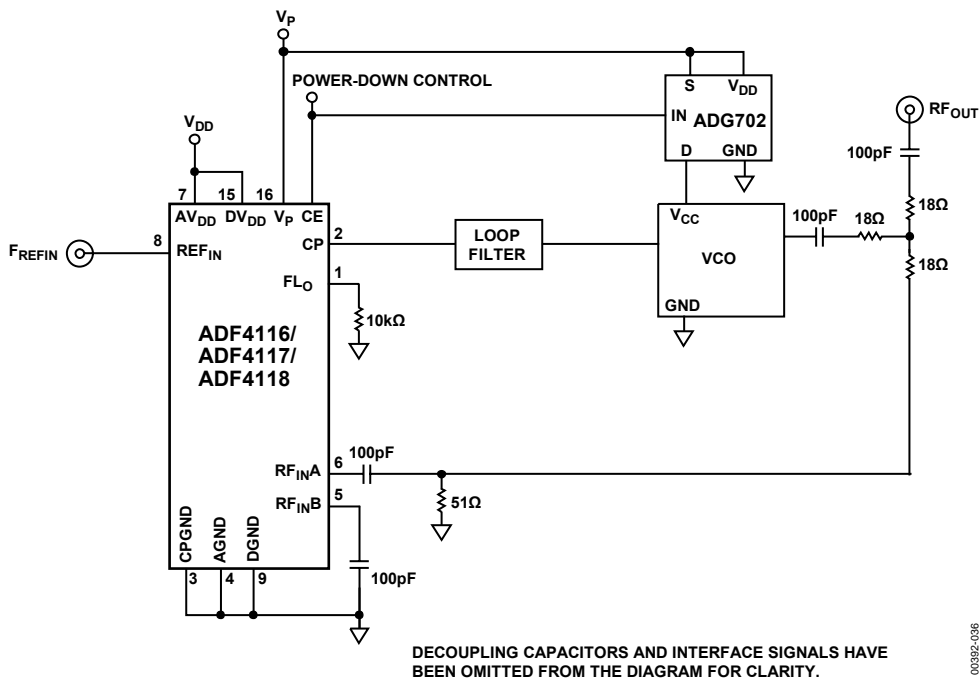 VP
POWER-DOWN CONTROL
S VDD
IN ADG702
D GND
RFOUT
VDD
100pF
7 15 16
AVDD DVDD VP CE
18Ω
VCC
100pF 18Ω
8
FREFIN
REFIN
CP 2
LOOP
FILTER
VCO
18Ω
1
FLO
10kΩ
GND
ADF4116/
ADF4117/
ADF4118
100pF
RFINA 6
RFINB 5
51Ω
CPGND
AGND
DGND
100pF
3 4 9
DECOUPLING CAPACITORS AND INTERFACE SIGNALS HAVE
BEEN OMITTED FROM THE DIAGRAM FOR CLARITY.
00392-036